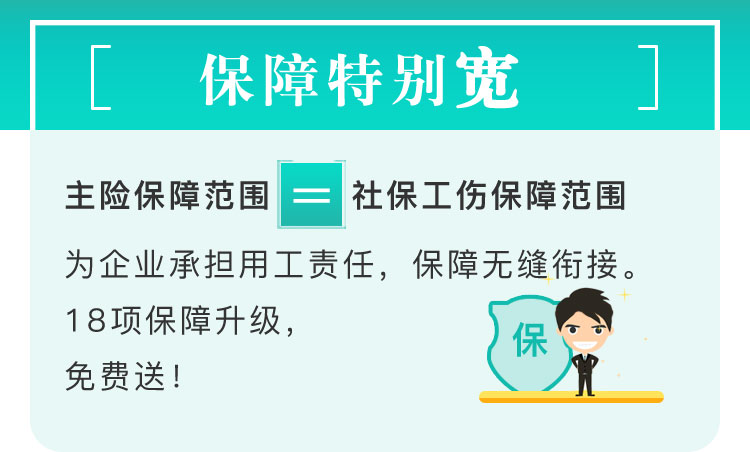 保障特别宽
主险保障范围 = 社保工伤保障范围
为企业承担用工责任，保障无缝衔接。
18项保障升级，
免费送！
保